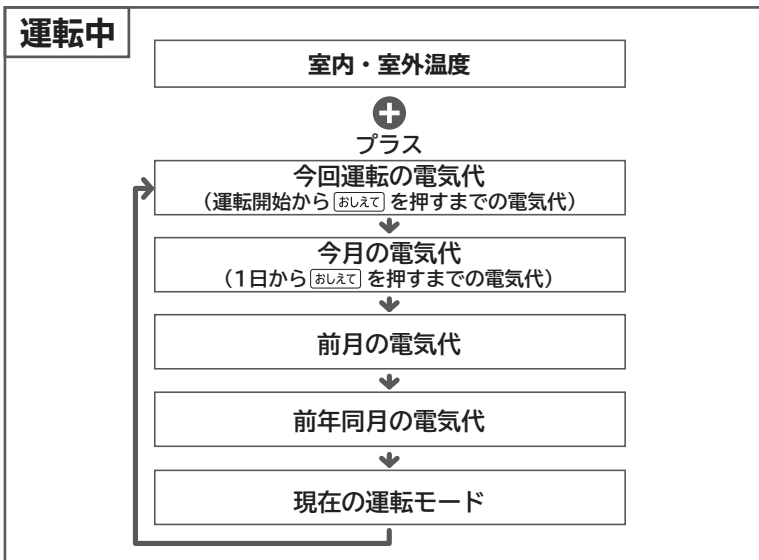 運転中
室内・室外温度
プラス
今回運転の電気代
（運転開始から おしえて を押すまでの電気代）
今月の電気代
（1日から おしえて を押すまでの電気代）
前月の電気代
前年同月の電気代
現在の運転モード